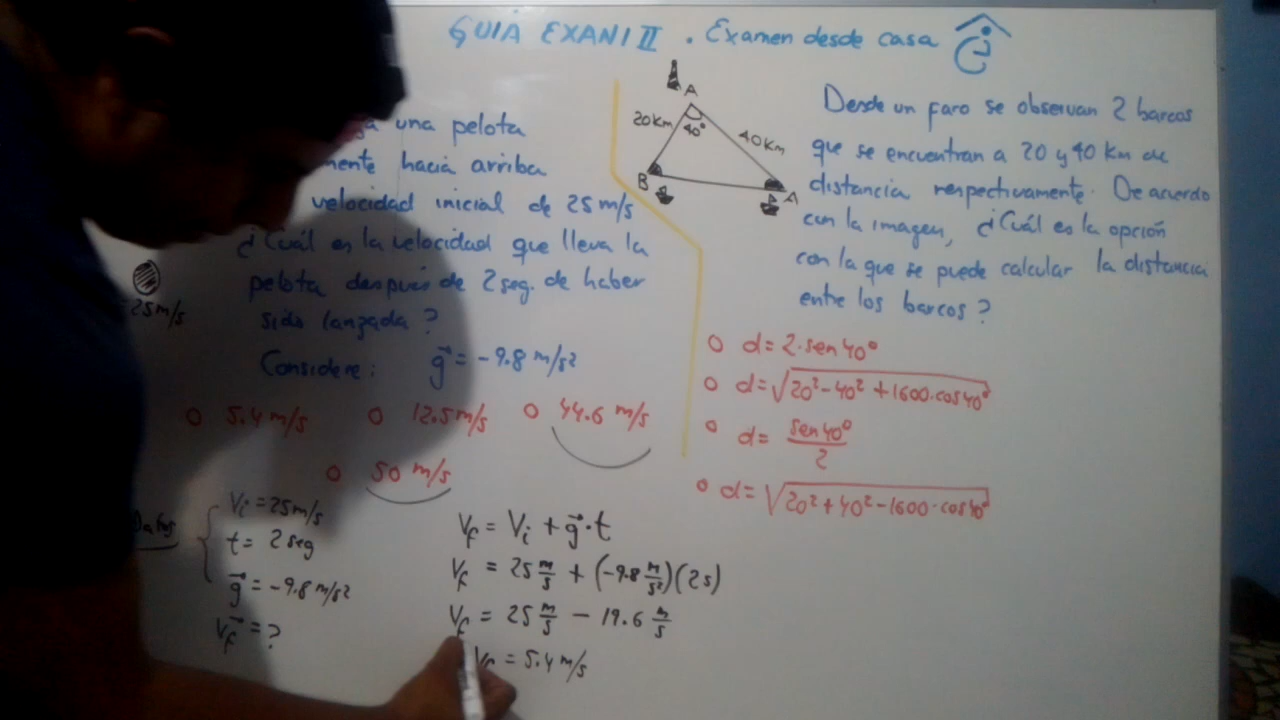 GUIA EXANI II . Examen desde casa
una pelota
hacia arriba
velocidad inicial de 25 m/s
¿Cuál es la velocidad que lleva la
pelota después de 2 seg. de haber
sido lanzada?
Considere: g⃗ = -9.8 m/s²
25m/s
○ 5.4 m/s ○ 12.5 m/s ○ 44.6 m/s
○ 50 m/s
Datos
Vi = 25 m/s
t = 2 seg
g⃗ = -9.8 m/s²
V⃗f = ?
Vf = Vi + g⃗ · t
Vf = 25 m/s + (-9.8 m/s²)(2s)
Vf = 25 m/s - 19.6 m/s
Vf = 5.4 m/s
A
20 Km
40°
40 Km
B
A
Desde un faro se observan 2 barcos
que se encuentran a 20 y 40 Km de
distancia respectivamente. De acuerdo
con la imagen, ¿Cuál es la opción
con la que se puede calcular la distancia
entre los barcos?
○ d = 2·sen 40°
○ d = √20² - 40² + 1600·cos 40°
○ d = sen 40° / 2
○ d = √20² + 40² - 1600·cos 40°